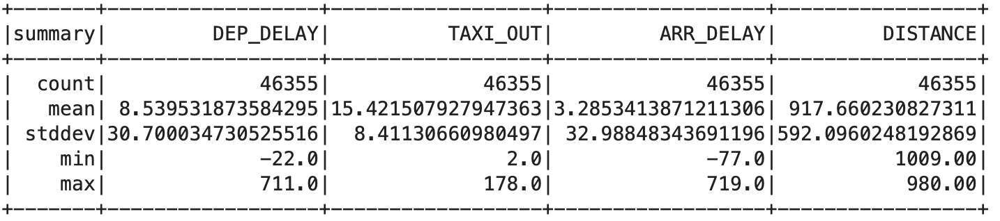 +-------+------------------+------------------+------------------+-----------------+
|summary|         DEP_DELAY|          TAXI_OUT|         ARR_DELAY|         DISTANCE|
+-------+------------------+------------------+------------------+-----------------+
|  count|             46355|             46355|             46355|            46355|
|   mean| 8.539531873584295|15.421507927947363|3.2853413871211306| 917.660230827311|
| stddev|30.700034730525516|  8.41130660980497| 32.98848343691196|592.0960248192869|
|    min|             -22.0|               2.0|             -77.0|          1009.00|
|    max|             711.0|             178.0|             719.0|           980.00|
+-------+------------------+------------------+------------------+-----------------+